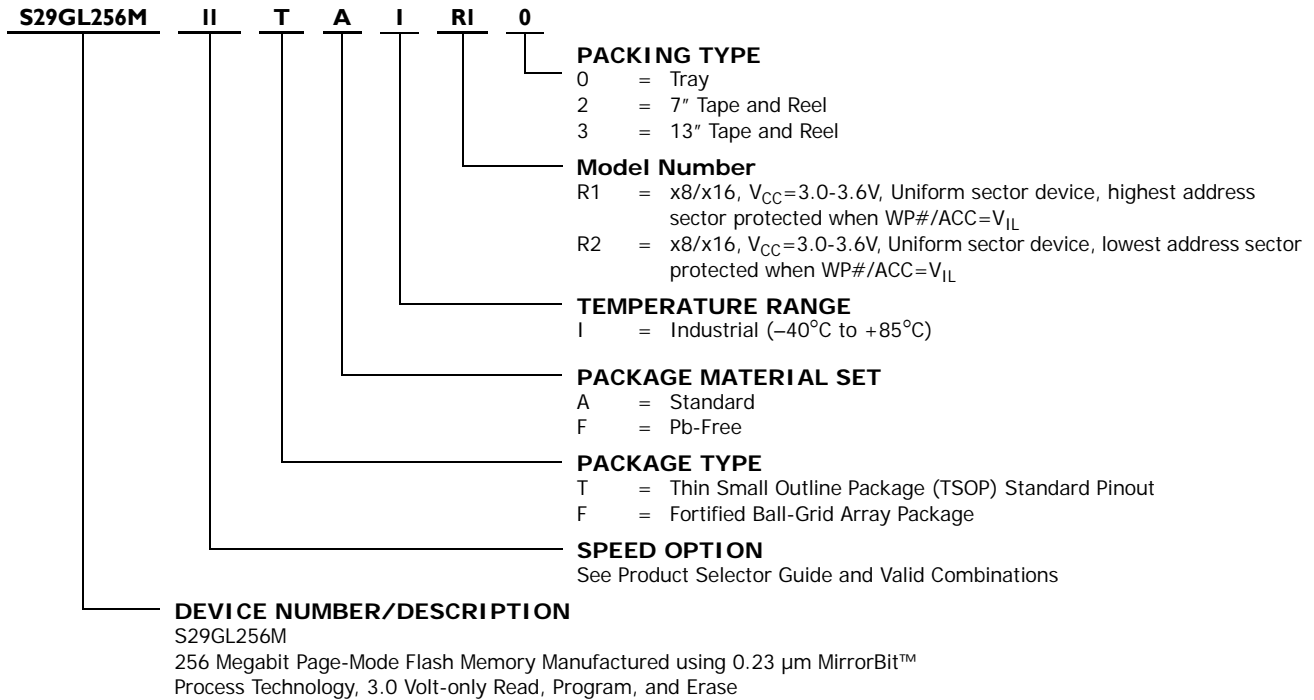 S29GL256M 11 T A I R1 0
PACKING TYPE
0 = Tray
2 = 7″ Tape and Reel
3 = 13″ Tape and Reel
Model Number
R1 = x8/x16, VCC=3.0-3.6V, Uniform sector device, highest address
sector protected when WP#/ACC=VIL
R2 = x8/x16, VCC=3.0-3.6V, Uniform sector device, lowest address sector
protected when WP#/ACC=VIL
TEMPERATURE RANGE
I = Industrial (–40°C to +85°C)
PACKAGE MATERIAL SET
A = Standard
F = Pb-Free
PACKAGE TYPE
T = Thin Small Outline Package (TSOP) Standard Pinout
F = Fortified Ball-Grid Array Package
SPEED OPTION
See Product Selector Guide and Valid Combinations
DEVICE NUMBER/DESCRIPTION
S29GL256M
256 Megabit Page-Mode Flash Memory Manufactured using 0.23 µm MirrorBit™
Process Technology, 3.0 Volt-only Read, Program, and Erase